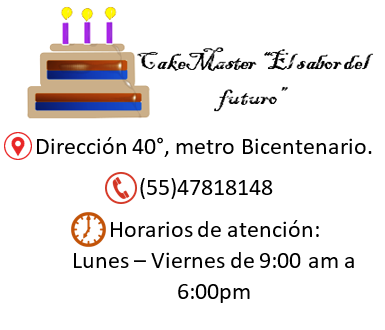 CakeMaster “El sabor del
futuro”
Dirección 40°, metro Bicentenario.
(55)47818148
Horarios de atención:
Lunes – Viernes de 9:00 am a
6:00pm